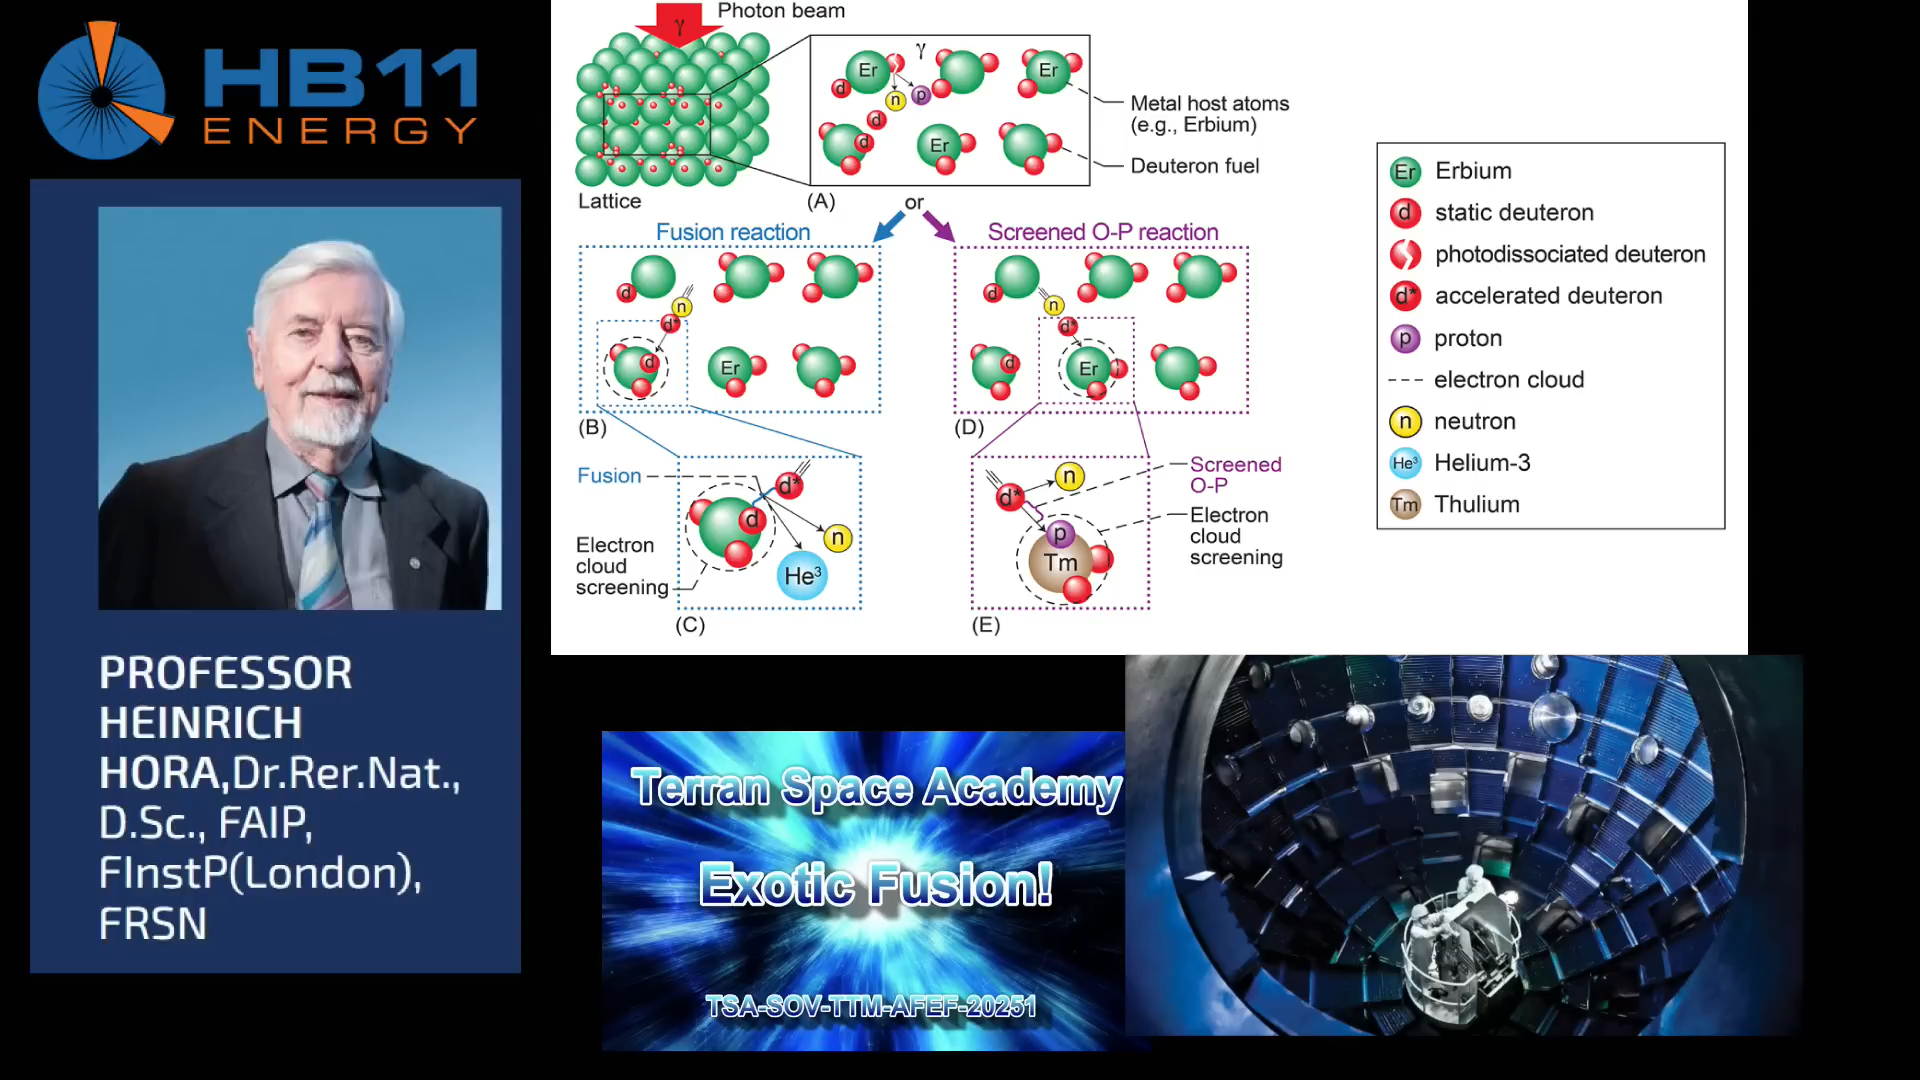 HB11
ENERGY
PROFESSOR
HEINRICH
HORA,Dr.Rer.Nat.,
D.Sc., FAIP,
FInstP(London),
FRSN
γ
Photon beam
Lattice
γ
Er
Er
d
n
p
d
d
Er
Metal host atoms
(e.g., Erbium)
Deuteron fuel
(A)
or
Fusion reaction
d
n
d*
d
Er
(B)
Fusion
d*
d
n
He³
Electron
cloud
screening
(C)
Screened O-P reaction
d
n
d*
d
Er
(D)
n
d*
p
Tm
Screened
O-P
Electron
cloud
screening
(E)
Er Erbium
d static deuteron
photodissociated deuteron
d* accelerated deuteron
p proton
electron cloud
n neutron
He³ Helium-3
Tm Thulium
Terran Space Academy
Exotic Fusion!
TSA-SOV-TTM-AFEF-20251